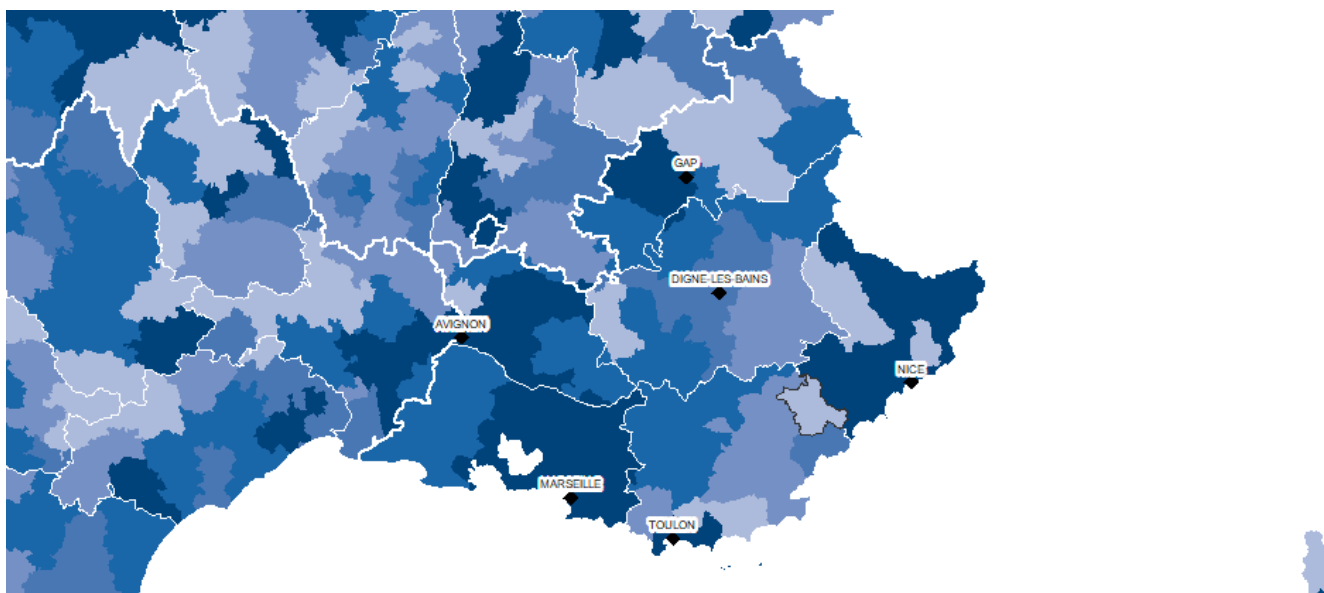 GAP
DIGNE-LES-BAINS
AVIGNON
NICE
MARSEILLE
TOULON